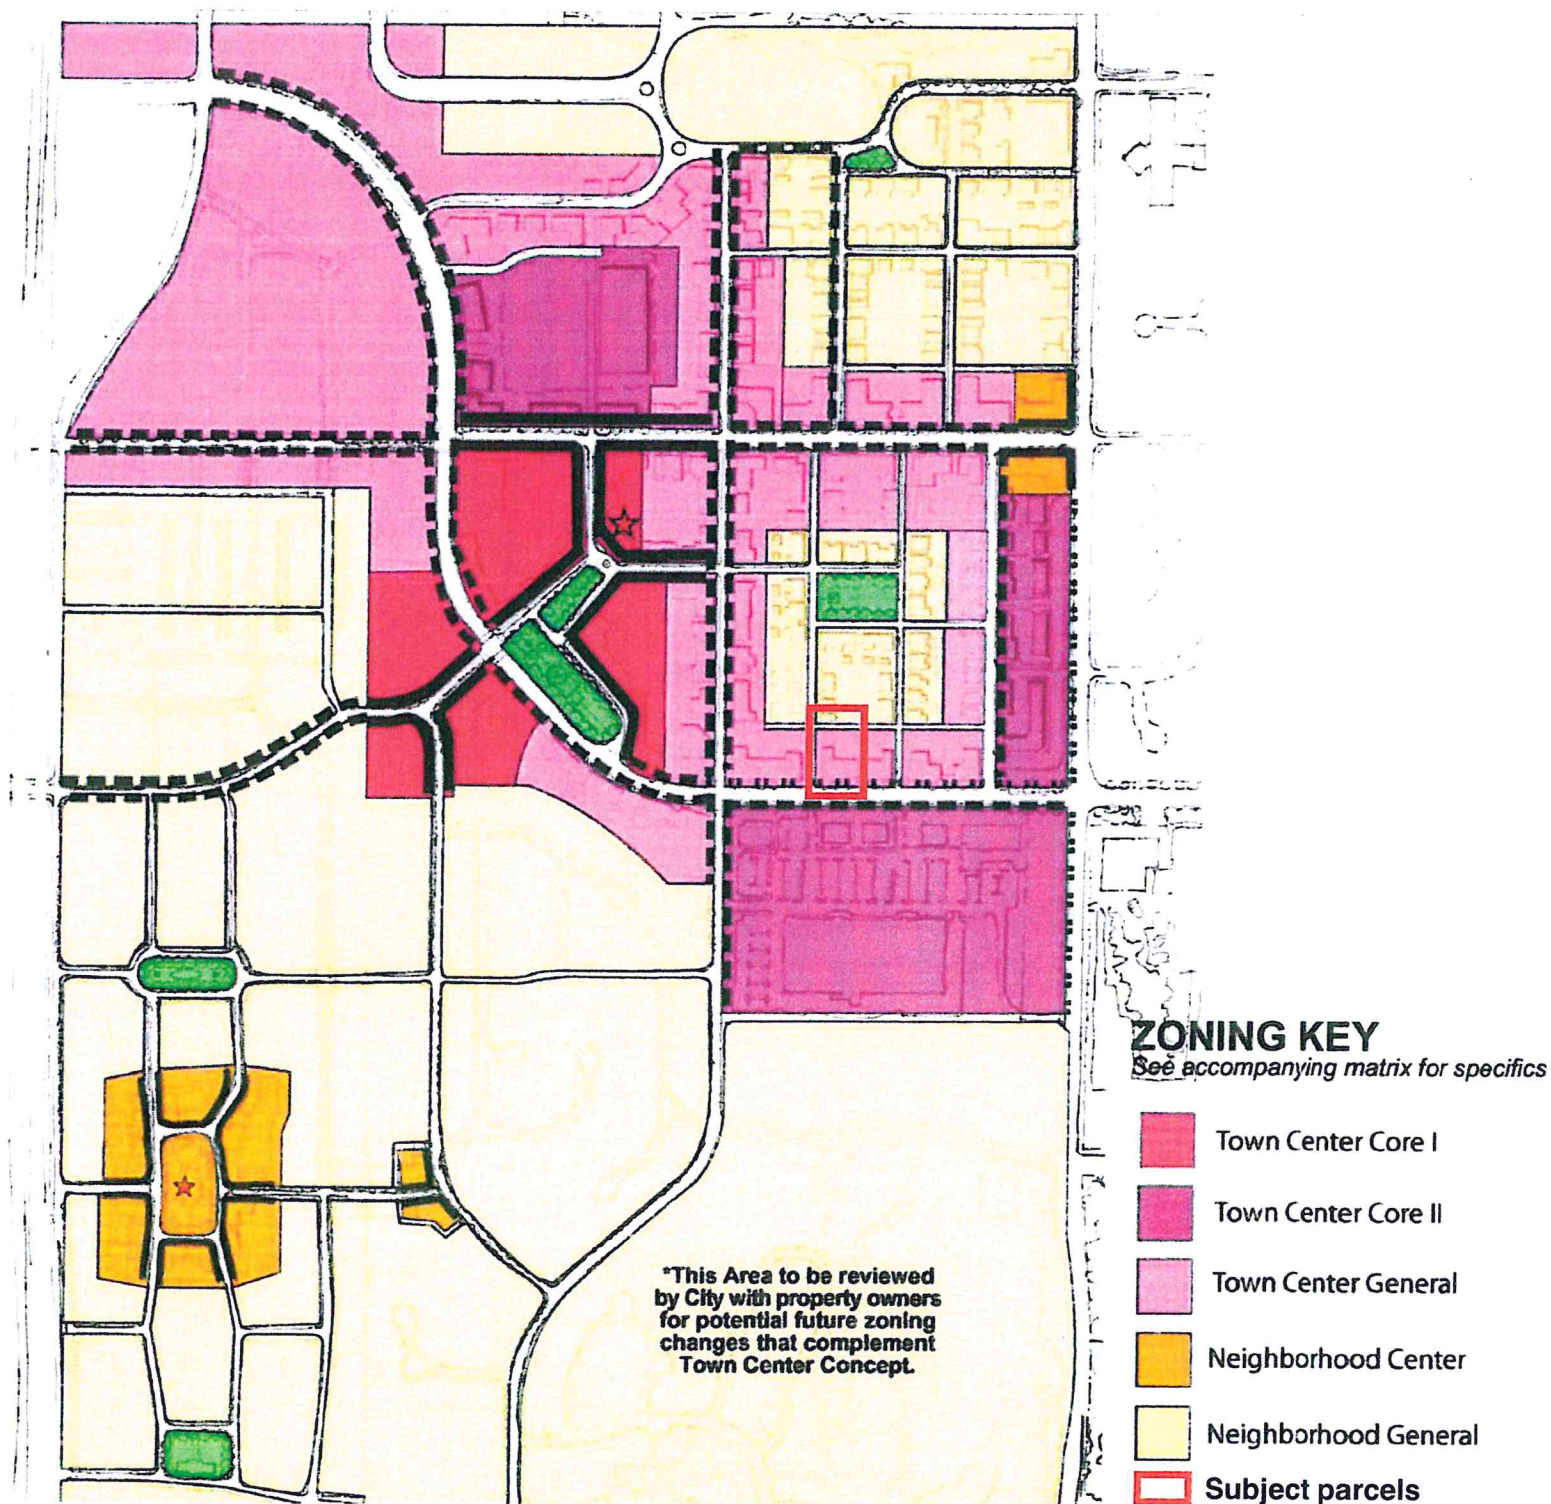 ZONING KEY
See accompanying matrix for specifics
Town Center Core I
Town Center Core II
Town Center General
Neighborhood Center
Neighborhood General
Subject parcels
*This Area to be reviewed
by City with property owners
for potential future zoning
changes that complement
Town Center Concept.